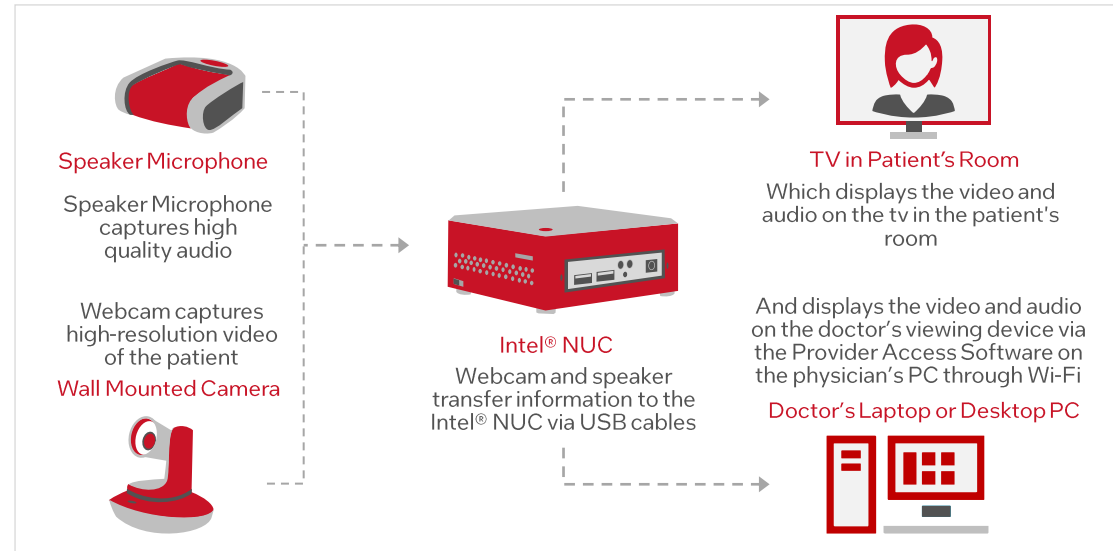 Speaker Microphone
Speaker Microphone
captures high
quality audio
Webcam captures
high-resolution video
of the patient
Wall Mounted Camera
Intel® NUC
Webcam and speaker
transfer information to the
Intel® NUC via USB cables
TV in Patient's Room
Which displays the video and
audio on the tv in the patient's
room
And displays the video and audio
on the doctor's viewing device via
the Provider Access Software on
the physician's PC through Wi-Fi
Doctor's Laptop or Desktop PC